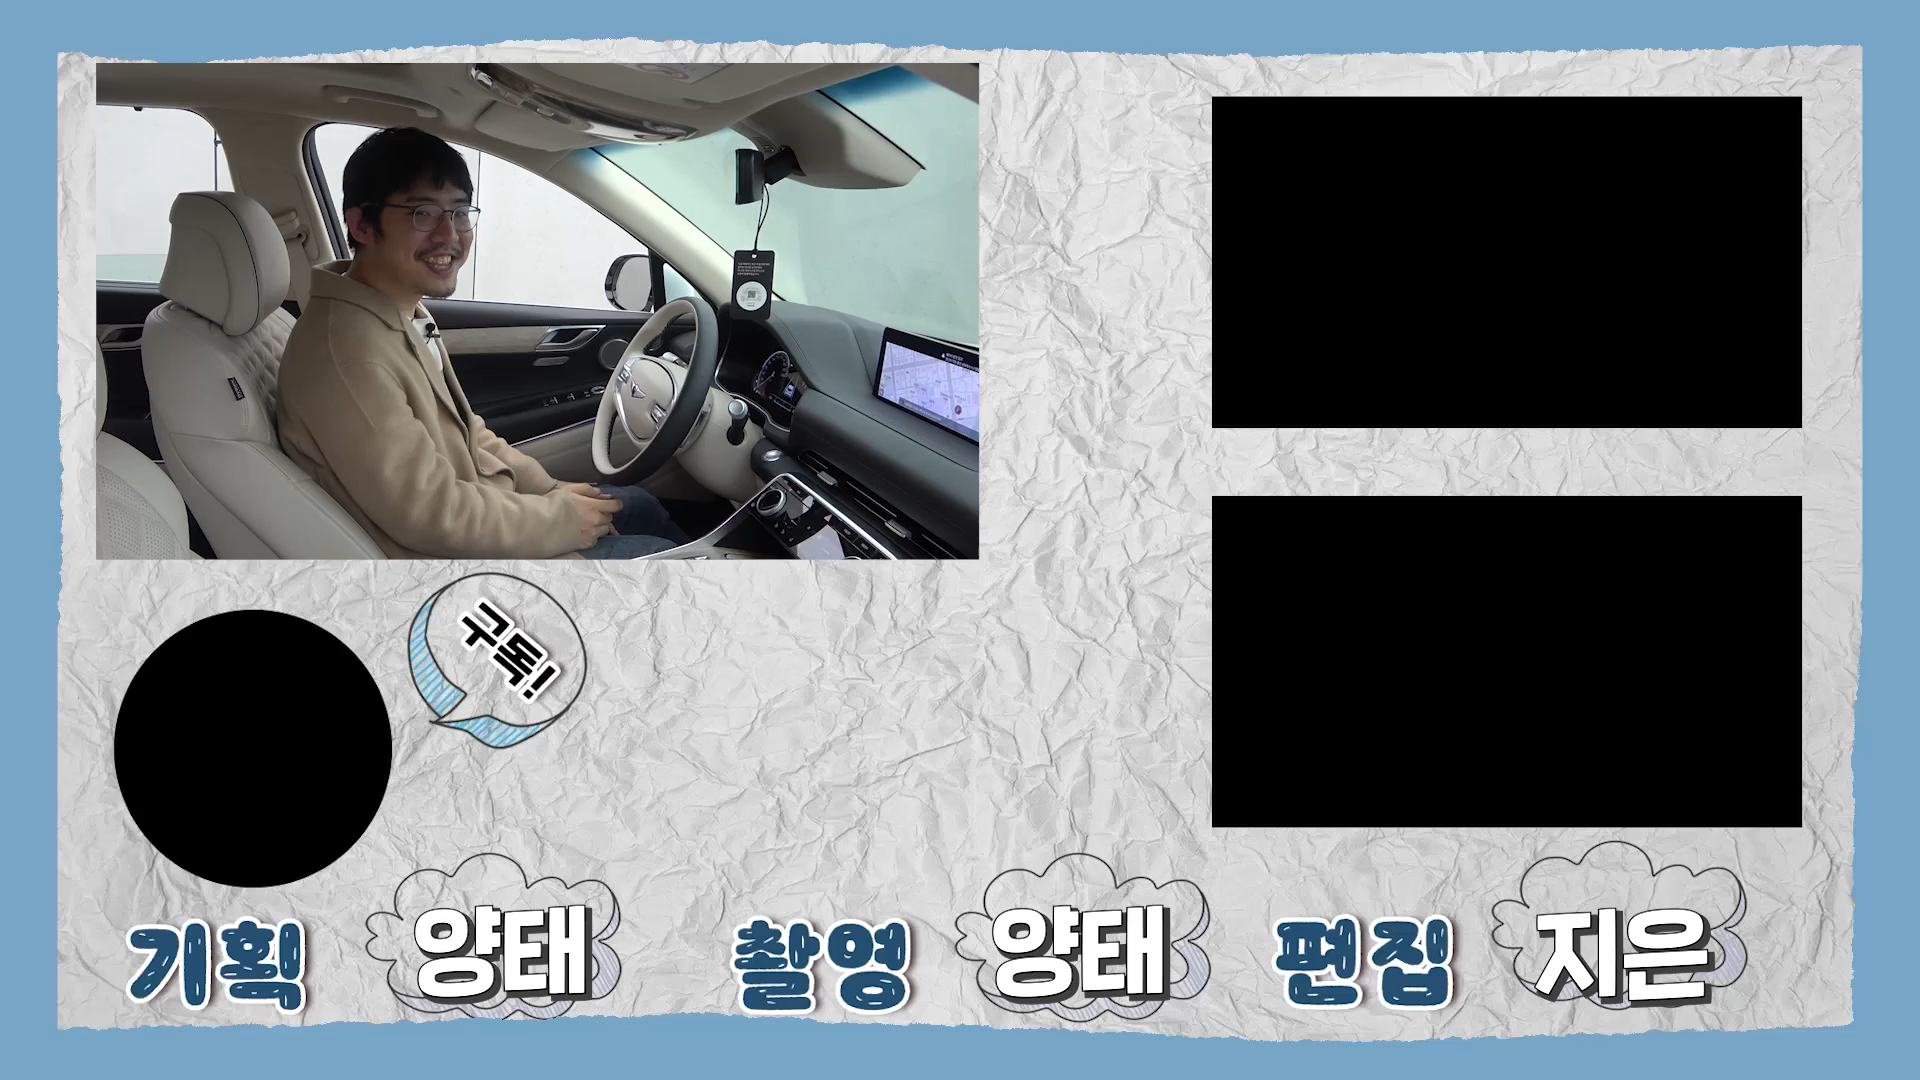 구독!
기획 양태 촬영 양태 편집 지은